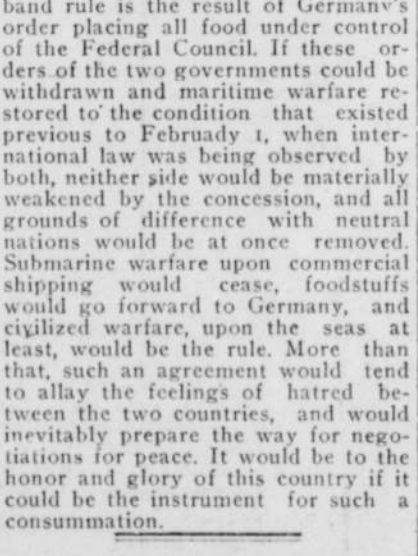 band rule is the result of Germany's
order placing all food under control
of the Federal Council. If these or-
ders of the two governments could be
withdrawn and maritime warfare re-
stored to the condition that existed
previous to Februady 1, when inter-
national law was being observed by
both, neither side would be materially
weakened by the concession, and all
grounds of difference with neutral
nations would be at once removed.
Submarine warfare upon commercial
shipping would cease, foodstuffs
would go forward to Germany, and
civilized warfare, upon the seas at
least, would be the rule. More than
that, such an agreement would tend
to allay the feelings of hatred be-
tween the two countries, and would
inevitably prepare the way for nego-
tiations for peace. It would be to the
honor and glory of this country if it
could be the instrument for such a
consummation.